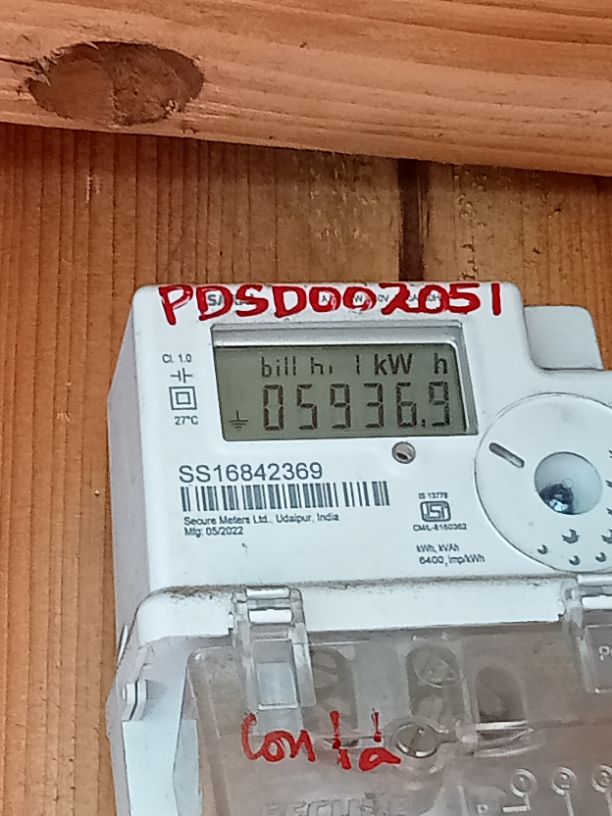 PDSD002051
Cl. 1.0
27°C
bill hi 1 kW h
05936.9
SS16842369
Secure Meters Ltd., Udaipur, India
Mfg: 05/2022
IS 13779
CM/L-8150362
kWh, kVAh
6400, imp/kWh